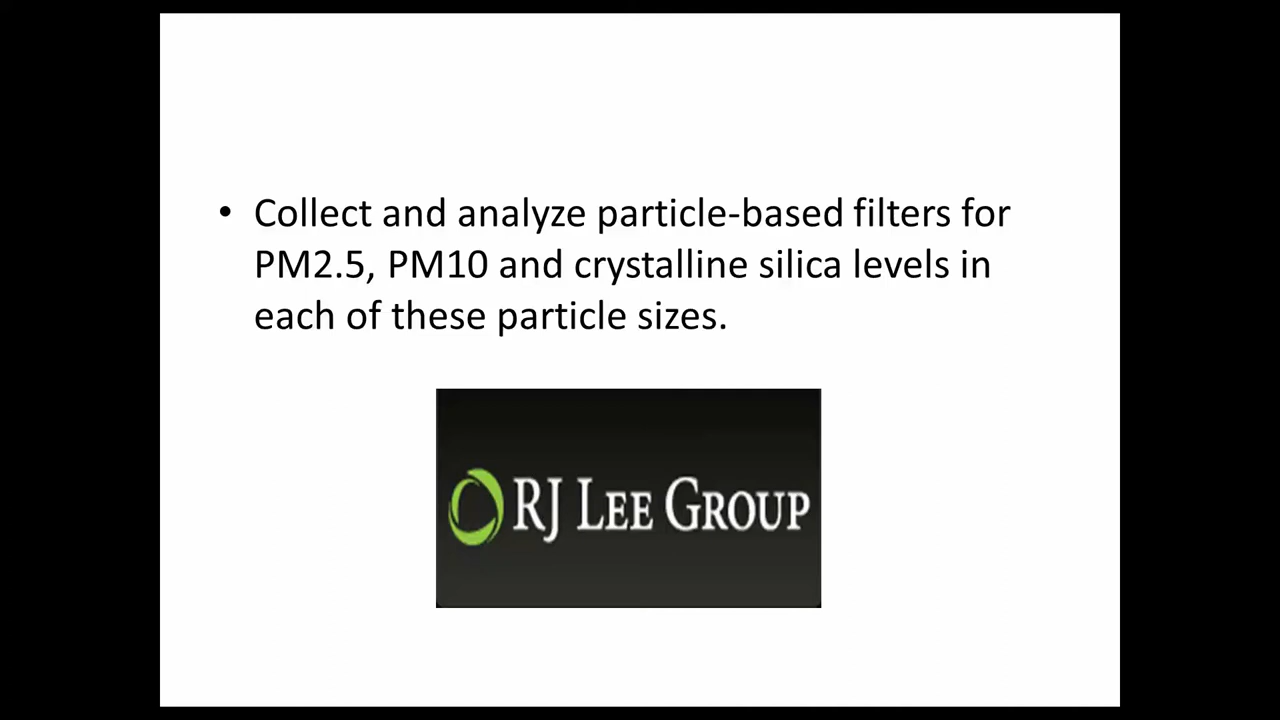 • Collect and analyze particle-based filters for
PM2.5, PM10 and crystalline silica levels in
each of these particle sizes.
RJ LEE GROUP